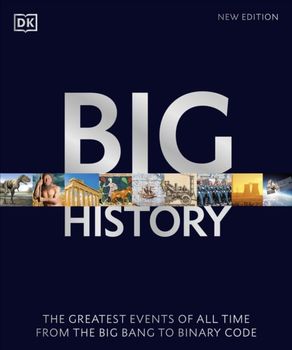 DK
NEW EDITION
BIG
HISTORY
THE GREATEST EVENTS OF ALL TIME
FROM THE BIG BANG TO BINARY CODE